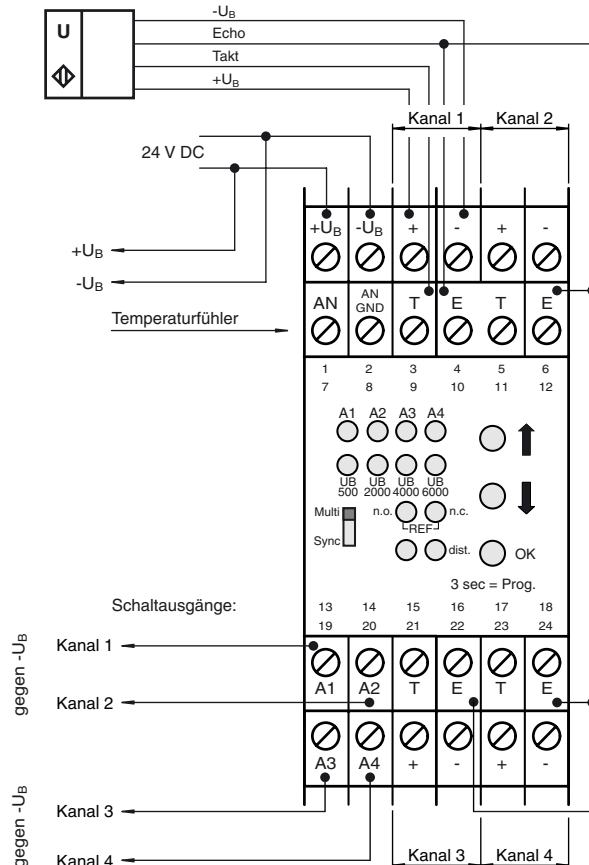 -UB
U
Echo
Takt
+UB
Kanal 1 Kanal 2
24 V DC
+UB -UB + - + -
+UB
-UB
AN AN GND T E T E
Temperaturfühler
1 2 3 4 5 6
7 8 9 10 11 12
A1 A2 A3 A4
UB 500 UB 2000 UB 4000 UB 6000
Multi n.o. n.c.
REF
Sync
dist. OK
3 sec = Prog.
Schaltausgänge: 13 14 15 16 17 18
19 20 21 22 23 24
gegen -UB
Kanal 1
A1 A2 T E T E
Kanal 2
A3 A4 + - + -
gegen -UB
Kanal 3
Kanal 4
Kanal 3 Kanal 4